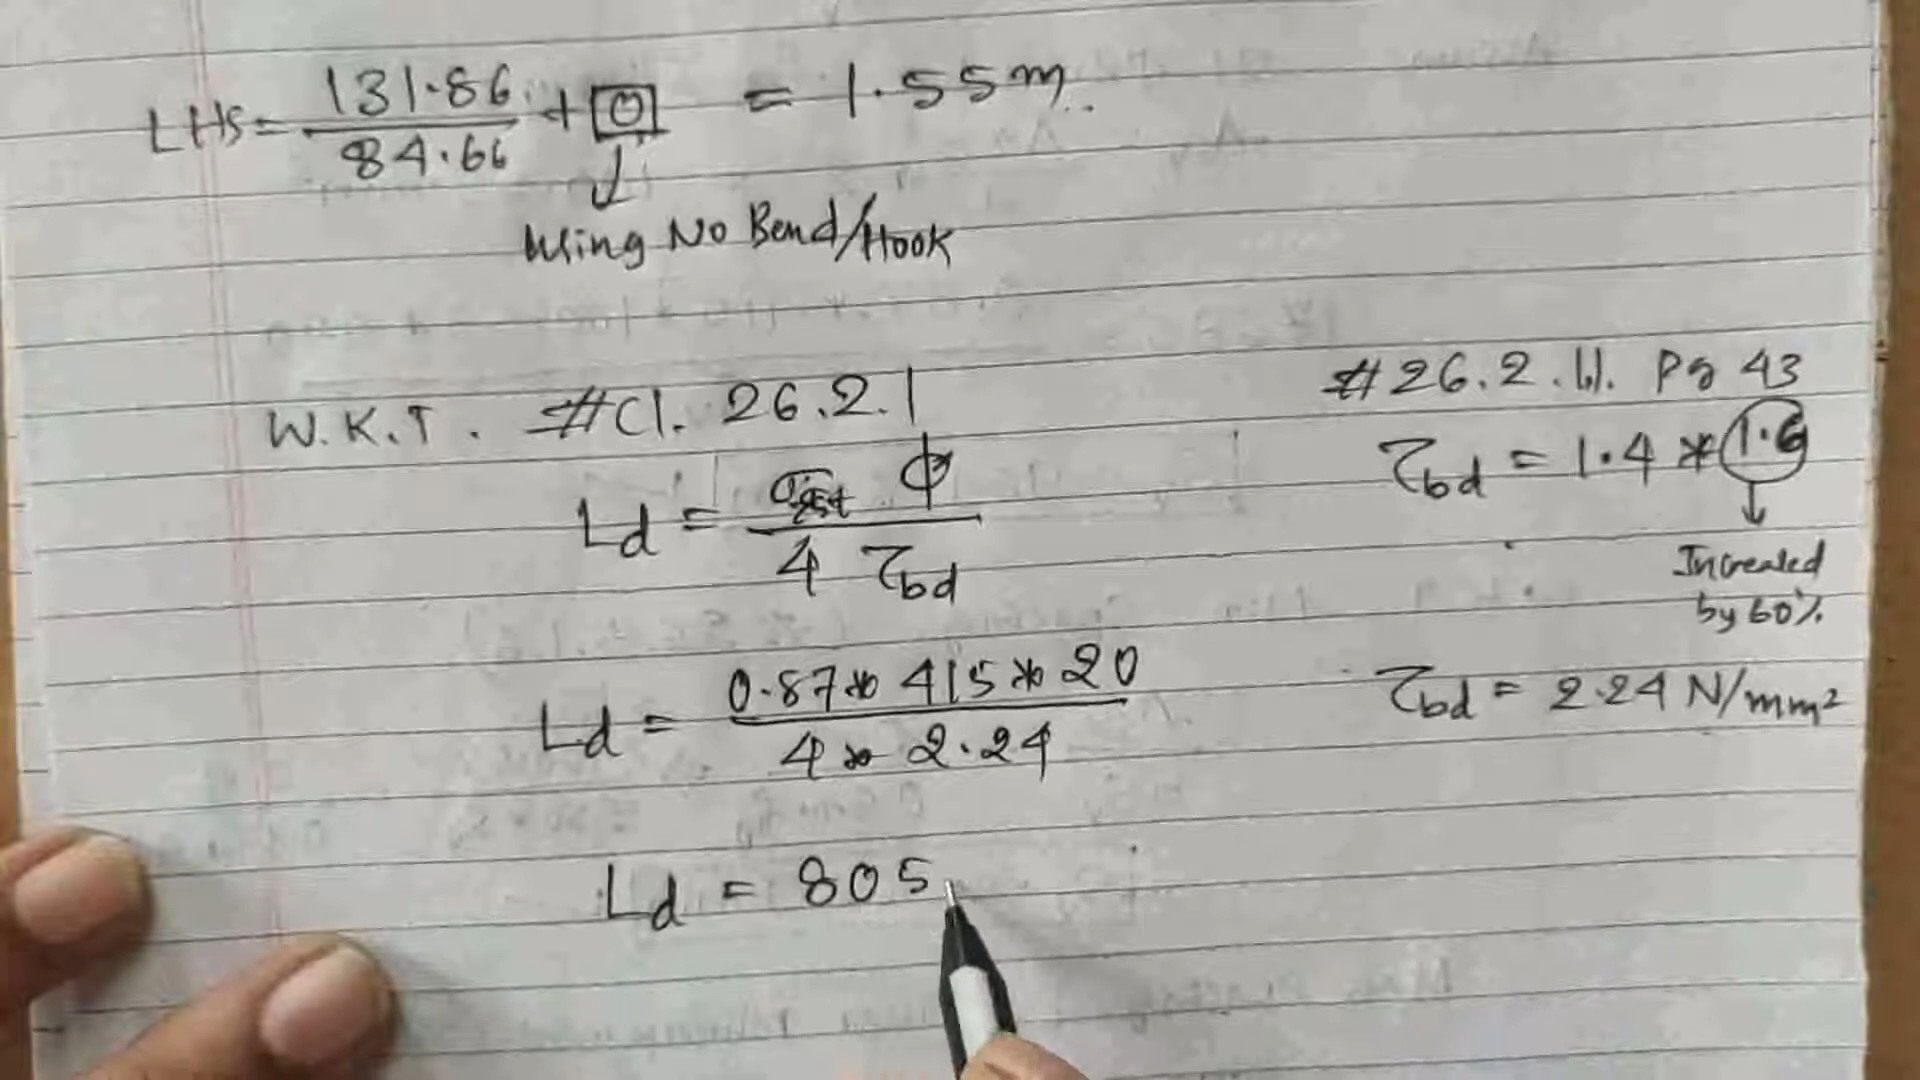 LHS = 131.86 / 84.66 + 0 = 1.55m..
Using No Bend/Hook
W.K.T. #Cl. 26.2.1
Ld = σst ϕ / 4 τbd
Ld = 0.87 * 415 * 20 / 4 * 2.24
Ld = 805
#26.2.1.1. Pg 43
τbd = 1.4 * 1.6
Increased
by 60%
τbd = 2.24 N/mm²